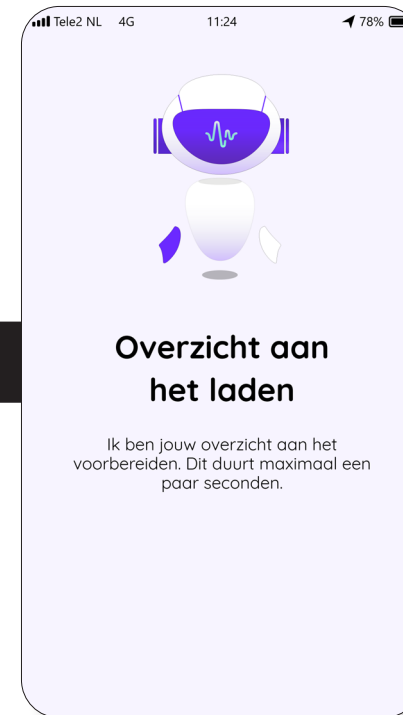 Tele2 NL 4G 11:24 78%
Overzicht aan
het laden
Ik ben jouw overzicht aan het
voorbereiden. Dit duurt maximaal een
paar seconden.